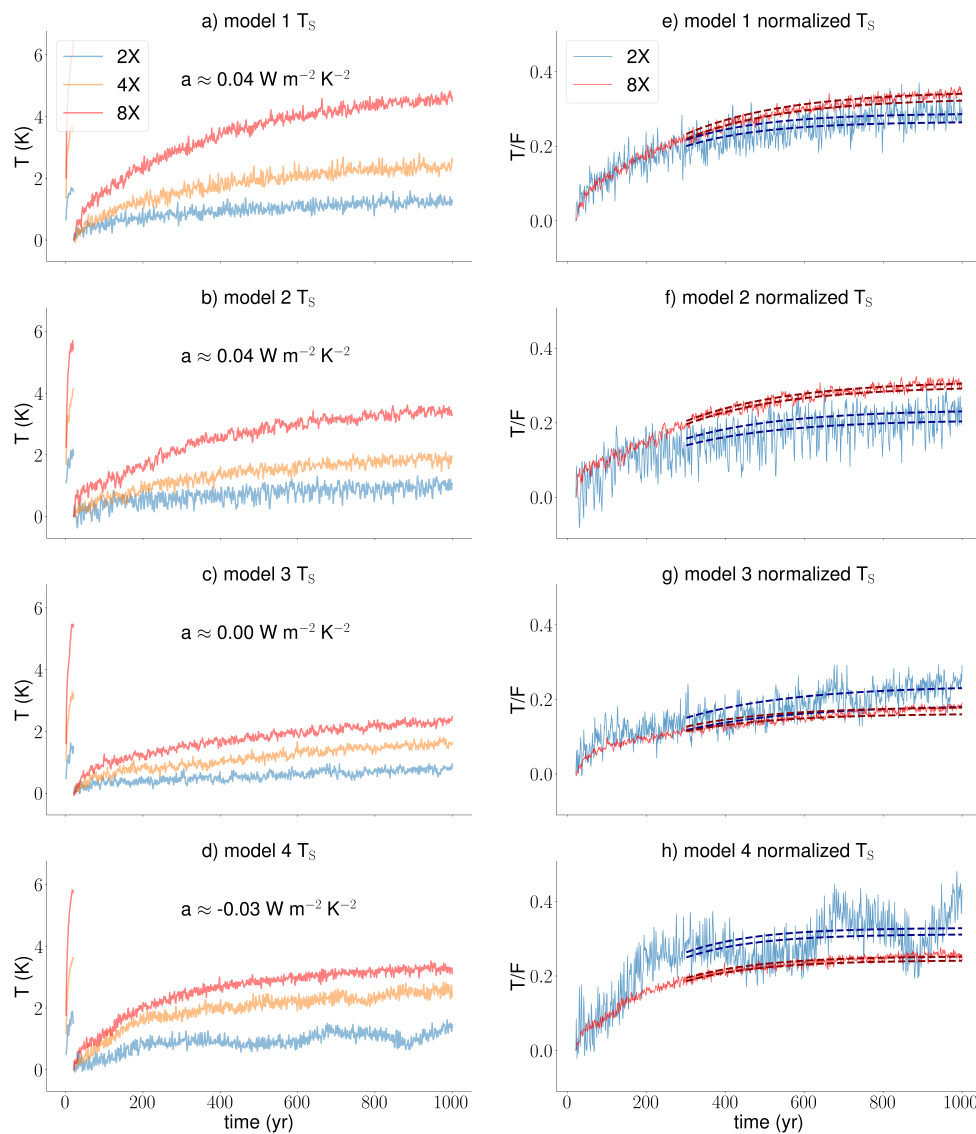 a) model 1 T_S
6
4
2
0
T (K)
2X
4X
8X
a ≈ 0.04 W m⁻² K⁻²
e) model 1 normalized T_S
0.4
0.2
0.0
T/F
2X
8X
b) model 2 T_S
6
4
2
0
T (K)
a ≈ 0.04 W m⁻² K⁻²
f) model 2 normalized T_S
0.4
0.2
0.0
T/F
c) model 3 T_S
6
4
2
0
T (K)
a ≈ 0.00 W m⁻² K⁻²
g) model 3 normalized T_S
0.4
0.2
0.0
T/F
d) model 4 T_S
6
4
2
0
T (K)
a ≈ -0.03 W m⁻² K⁻²
0 200 400 600 800 1000
time (yr)
h) model 4 normalized T_S
0.4
0.2
0.0
T/F
0 200 400 600 800 1000
time (yr)